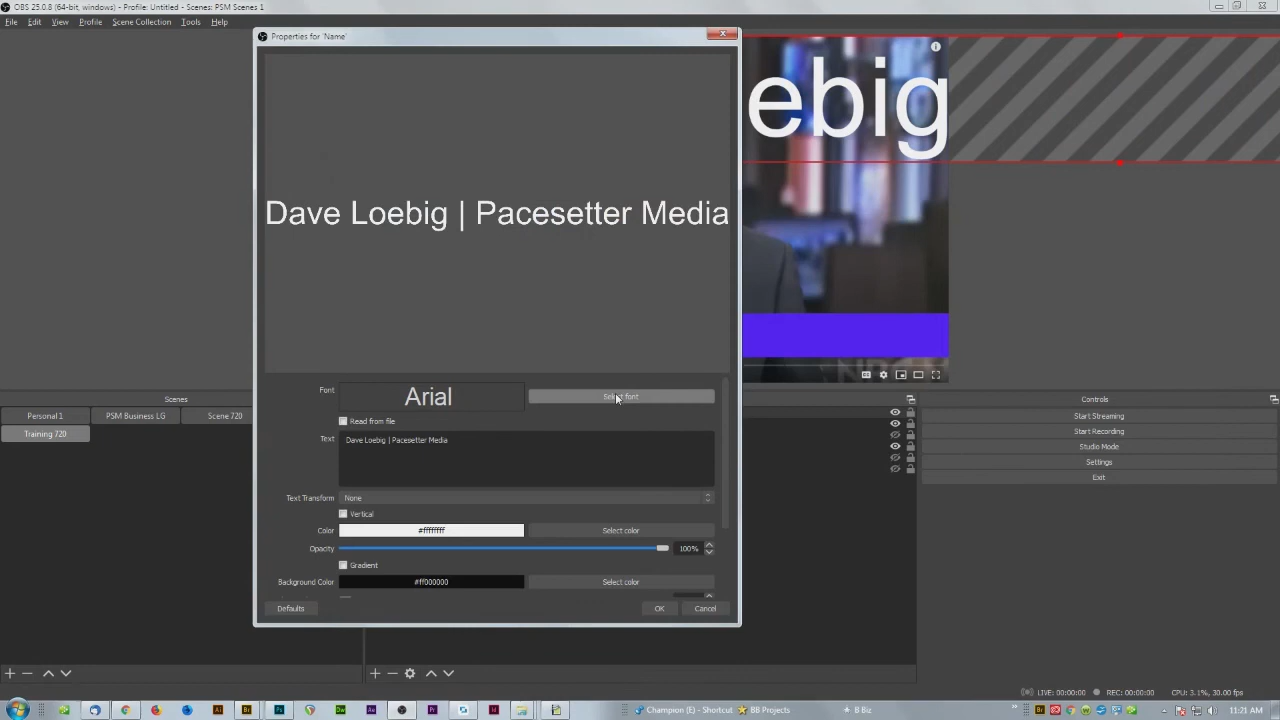 OBS 25.0.8 (64-bit, windows) - Profile: Untitled - Scenes: PSM Scenes 1
File Edit View Profile Scene Collection Tools Help
Properties for 'Name'
ebig
Dave Loebig | Pacesetter Media
Font Arial Select font
Read from file
Text Dave Loebig | Pacesetter Media
Text Transform None
Vertical
Color #ffffffff Select color
Opacity 100%
Gradient
Background Color #ff000000 Select color
Defaults OK Cancel
Scenes
Personal 1 PSM Business LG Scene 720
Training 720
Controls
Start Streaming
Start Recording
Studio Mode
Settings
Exit
LIVE: 00:00:00 REC: 00:00:00 CPU: 3.1%, 30.00 fps
Champion (E) - Shortcut BB Projects B Biz 11:21 AM